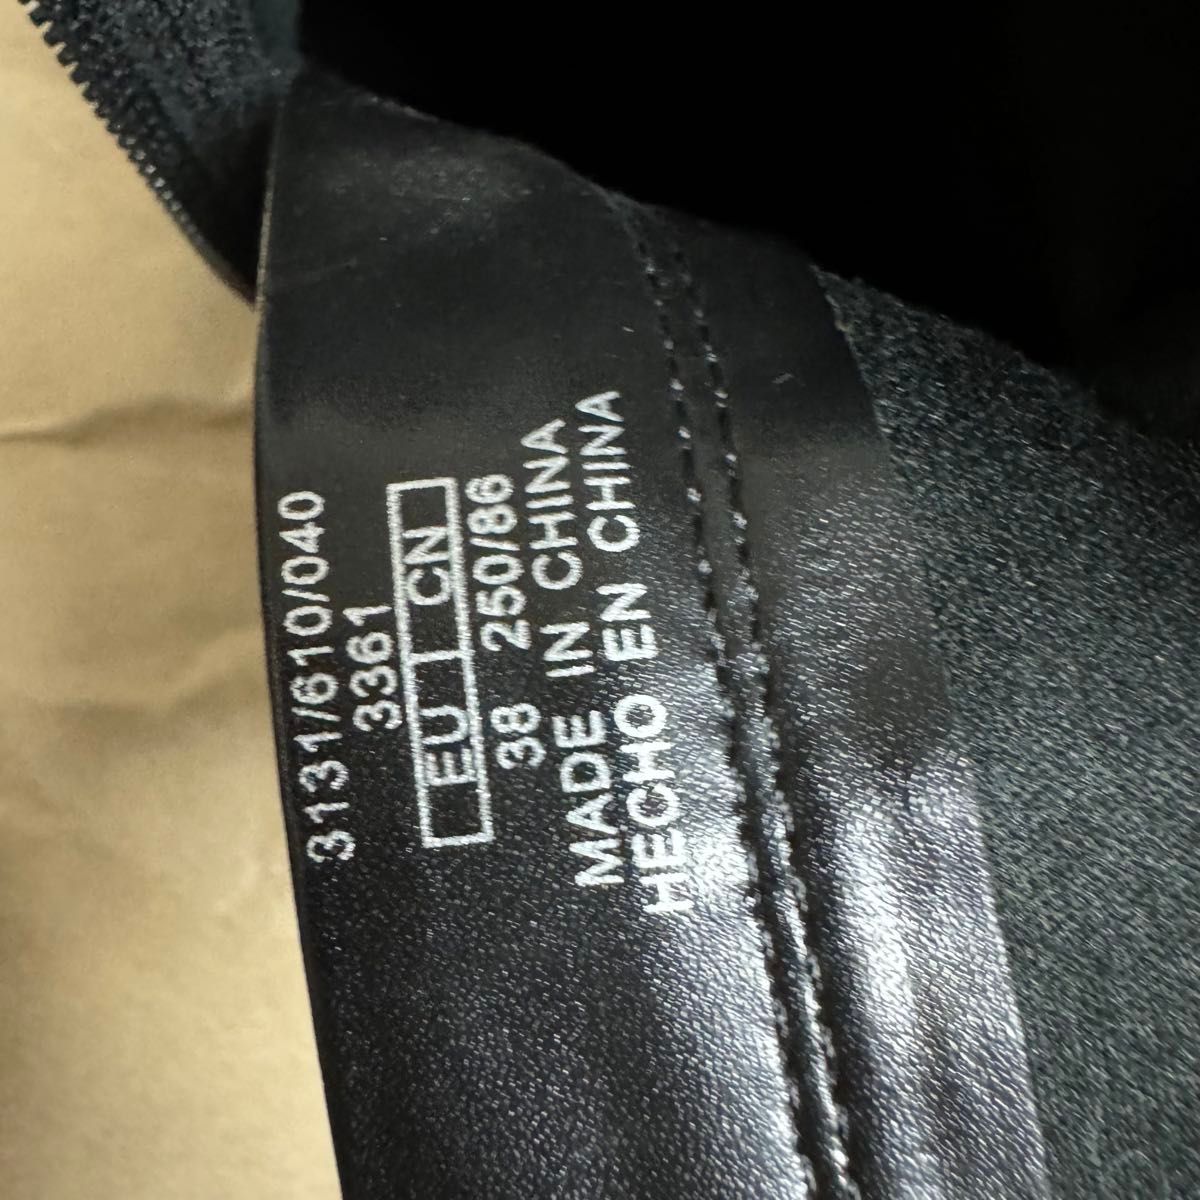 3131/610/040
3361
EU | CN
38 250/86
MADE IN CHINA
HECHO EN CHINA